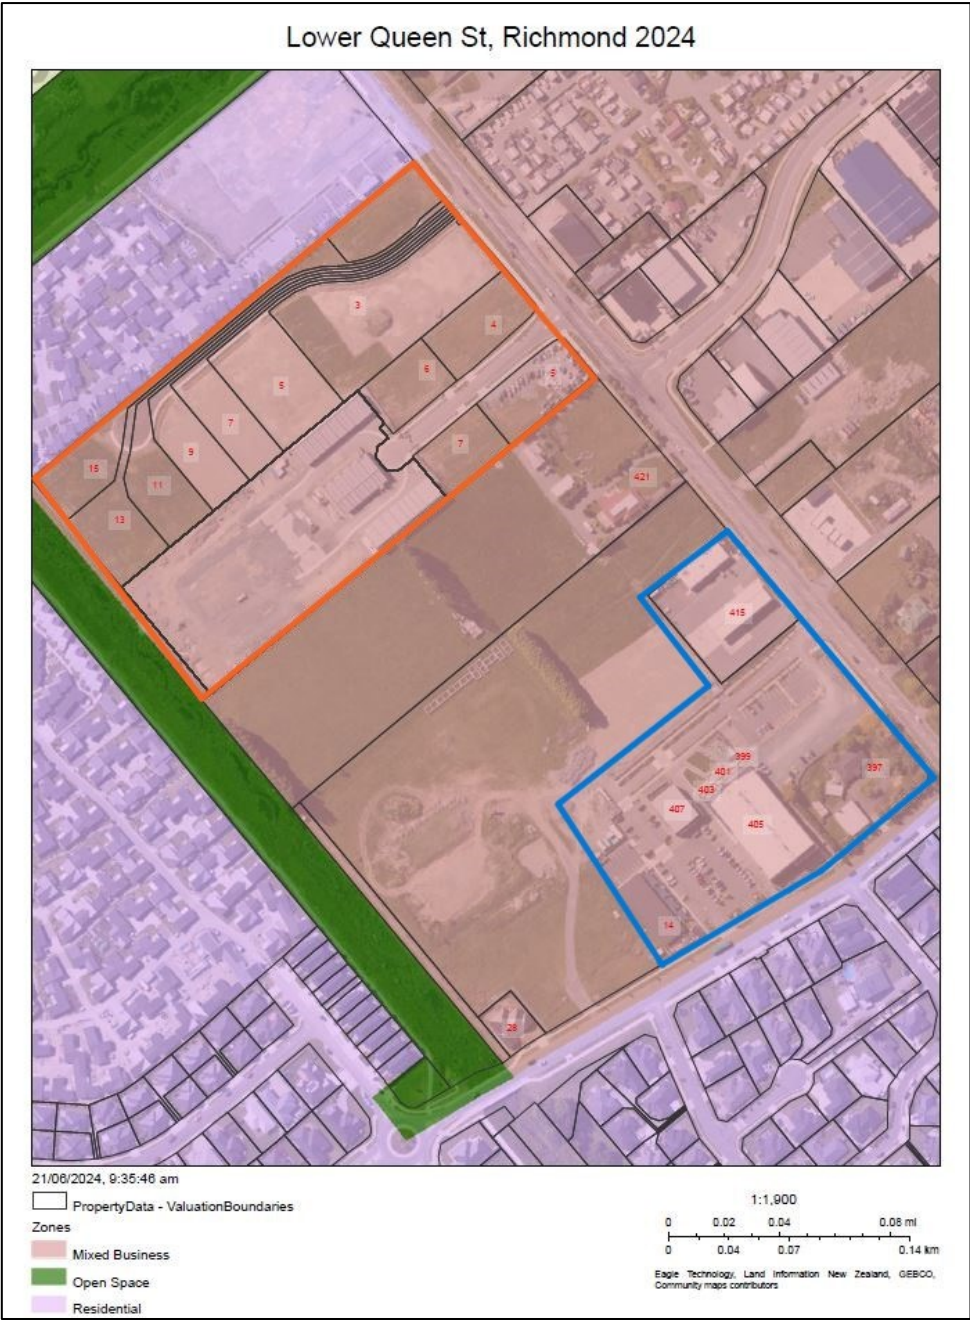 Lower Queen St, Richmond 2024
3
4
5
6
5
7
7
9
15
11
421
13
415
399
401
397
403
407
405
14
28
21/06/2024, 9:35:46 am
PropertyData - ValuationBoundaries
Zones
Mixed Business
Open Space
Residential
1:1,900
0 0.02 0.04 0.08 mi
0 0.04 0.07 0.14 km
Eagle Technology, Land Information New Zealand, GEBCO,
Community maps contributors